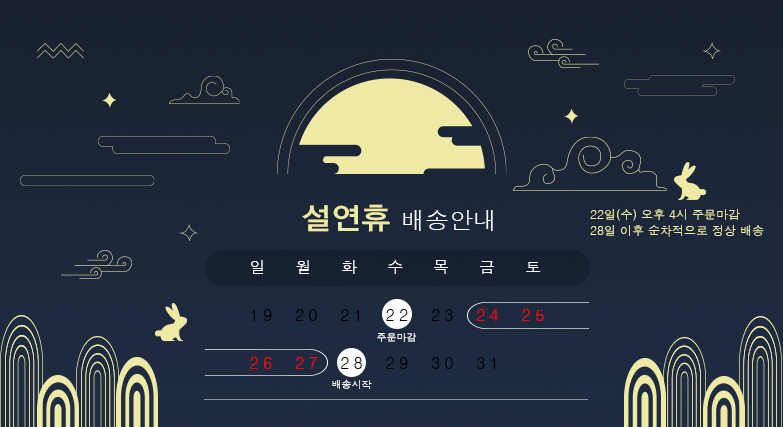 설연휴 배송안내
22일(수) 오후 4시 주문마감
28일 이후 순차적으로 정상 배송
일 월 화 수 목 금 토
19 20 21 22 23 24 25
주문마감
26 27 28 29 30 31
배송시작